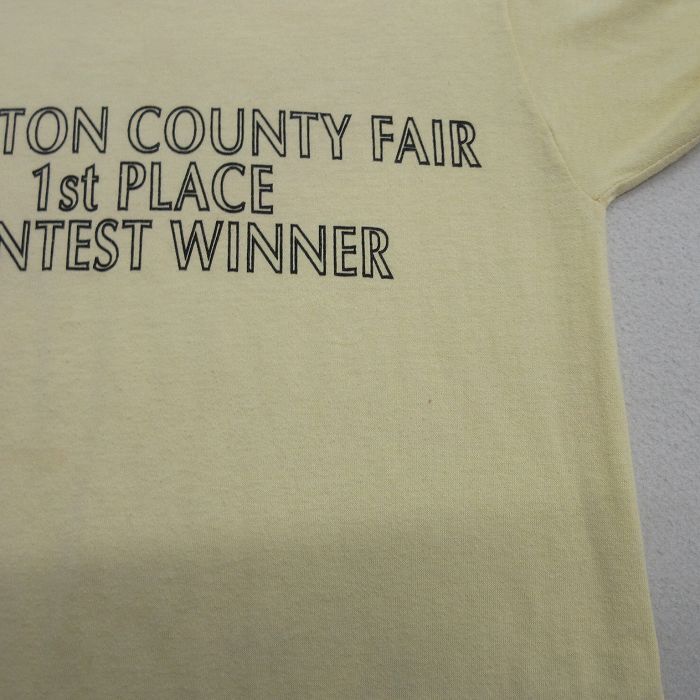 TON COUNTY FAIR
1st PLACE
NTEST WINNER